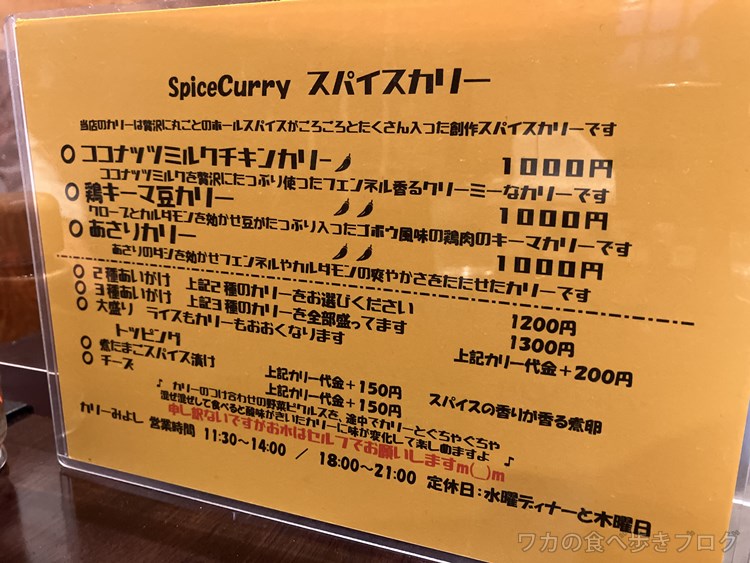 SpiceCurry スパイスカリー
当店のカリーは贅沢に丸ごとのホールスパイスがごろごろとたくさん入った創作スパイスカリーです
○ ココナッツミルクチキンカリー 1000円
ココナッツミルクを贅沢にたっぷり使ったフェンネル香るクリーミーなカリーです
○ 鶏キーマ豆カリー 1000円
クローブとカルダモンを効かせ豆がたっぷり入ったゴボウ風味の鶏肉のキーマカリーです
○ あさりカリー 1000円
あさりのダシを効かせフェンネルやカルダモンの爽やかさをたたせたカリーです
○ 2種あいがけ 上記2種のカリーをお選びください 1200円
○ 3種あいがけ 上記3種のカリーを全部盛ってます 1300円
○ 大盛り ライスもカリーもおおくなります 上記カリー代金+200円
トッピング
○ 煮たまごスパイス漬け 上記カリー代金+150円 スパイスの香りが香る煮卵
○ チーズ 上記カリー代金+150円
♪ カリーのつけ合わせの野菜ピクルスを、途中でカリーとぐちゃぐちゃ
混ぜ混ぜして食べると酸味がきいたカリーに味が変化して楽し曲ますよ ♪
申し訳ないですがお水はセルフでお願いしますm(_)m
カリーみよし 営業時間 11:30~14:00 / 18:00~21:00 定休日:水曜ディナーと木曜日
ワカの食べ歩きブログ